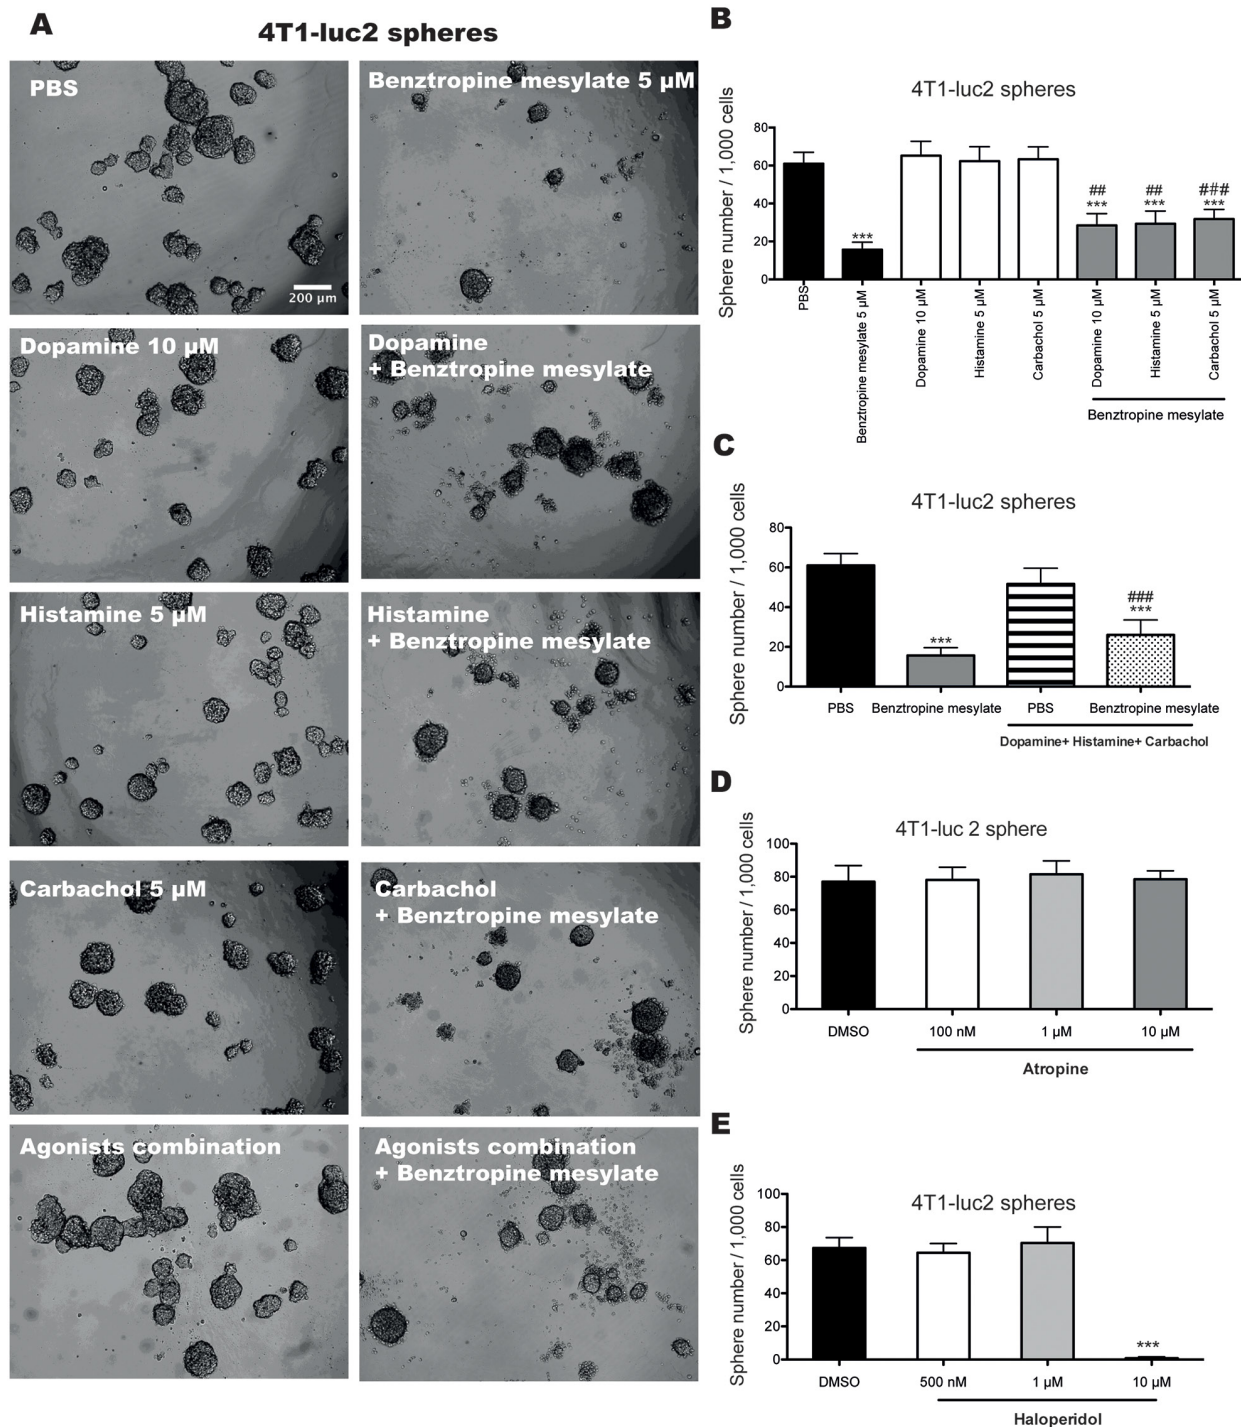 A
4T1-luc2 spheres
PBS
200 µm
Benztropine mesylate 5 µM
Dopamine 10 µM
Dopamine
+ Benztropine mesylate
Histamine 5 µM
Histamine
+ Benztropine mesylate
Carbachol 5 µM
Carbachol
+ Benztropine mesylate
Agonists combination
Agonists combination
+ Benztropine mesylate
B
4T1-luc2 spheres
Sphere number / 1,000 cells
80
60
40
20
0
***
##
***
##
***
###
***
PBS
Benztropine mesylate 5 µM
Dopamine 10 µM
Histamine 5 µM
Carbachol 5 µM
Dopamine 10 µM
Histamine 5 µM
Carbachol 5 µM
Benztropine mesylate
C
4T1-luc2 spheres
Sphere number / 1,000 cells
80
60
40
20
0
***
###
***
PBS Benztropine mesylate PBS Benztropine mesylate
Dopamine+ Histamine+ Carbachol
D
4T1-luc 2 sphere
Sphere number / 1,000 cells
100
80
60
40
20
0
DMSO 100 nM 1 µM 10 µM
Atropine
E
4T1-luc2 spheres
Sphere number / 1,000 cells
100
80
60
40
20
0
***
DMSO 500 nM 1 µM 10 µM
Haloperidol